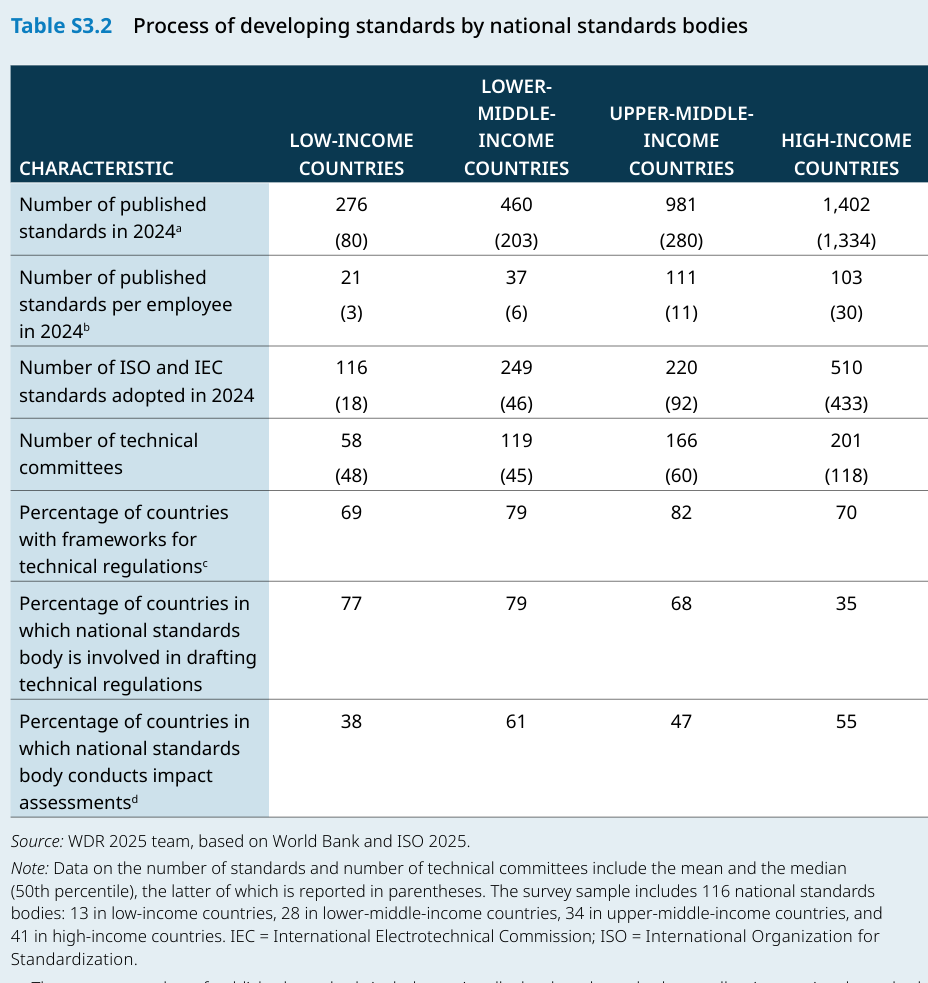 Table S3.2 Process of developing standards by national standards bodies
CHARACTERISTIC LOW-INCOME COUNTRIES LOWER-MIDDLE-INCOME COUNTRIES UPPER-MIDDLE-INCOME COUNTRIES HIGH-INCOME COUNTRIES
Number of published 276 460 981 1,402
standards in 2024ᵃ (80) (203) (280) (1,334)
Number of published 21 37 111 103
standards per employee (3) (6) (11) (30)
in 2024ᵇ
Number of ISO and IEC 116 249 220 510
standards adopted in 2024 (18) (46) (92) (433)
Number of technical 58 119 166 201
committees (48) (45) (60) (118)
Percentage of countries 69 79 82 70
with frameworks for
technical regulationsᶜ
Percentage of countries in 77 79 68 35
which national standards
body is involved in drafting
technical regulations
Percentage of countries in 38 61 47 55
which national standards
body conducts impact
assessmentsᵈ
Source: WDR 2025 team, based on World Bank and ISO 2025.
Note: Data on the number of standards and number of technical committees include the mean and the median
(50th percentile), the latter of which is reported in parentheses. The survey sample includes 116 national standards
bodies: 13 in low-income countries, 28 in lower-middle-income countries, 34 in upper-middle-income countries, and
41 in high-income countries. IEC = International Electrotechnical Commission; ISO = International Organization for
Standardization.